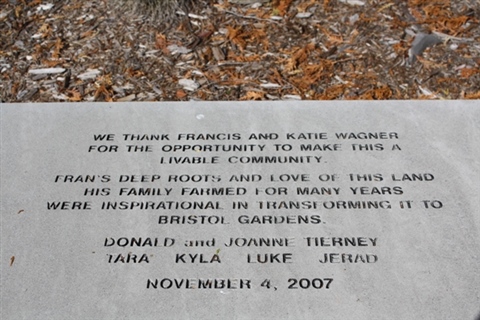 WE THANK FRANCIS AND KATIE WAGNER
FOR THE OPPORTUNITY TO MAKE THIS A
LIVABLE COMMUNITY.
FRAN'S DEEP ROOTS AND LOVE OF THIS LAND
HIS FAMILY FARMED FOR MANY YEARS
WERE INSPIRATIONAL IN TRANSFORMING IT TO
BRISTOL GARDENS.
DONALD and JOANNE TIERNEY
TARA KYLA LUKE JERAD
NOVEMBER 4, 2007